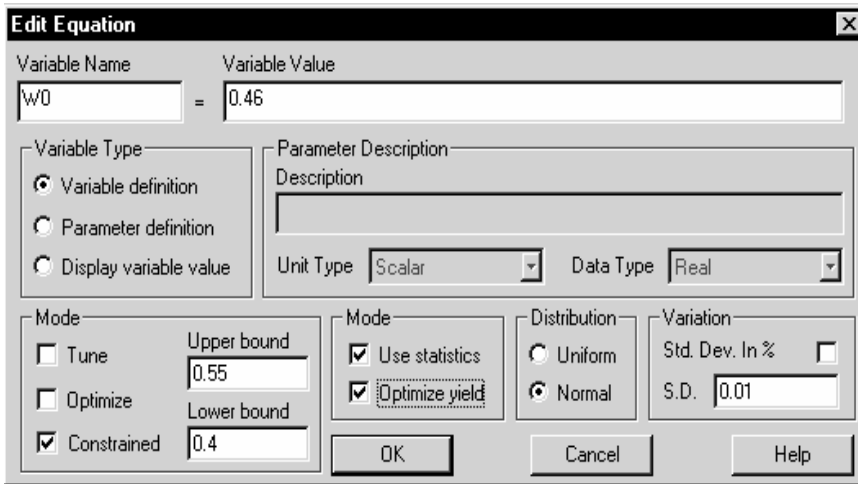 Edit Equation
Variable Name Variable Value
W0 = 0.46
Variable Type
Variable definition
Parameter definition
Display variable value
Parameter Description
Description
Unit Type Scalar Data Type Real
Mode
Tune
Optimize
Constrained
Upper bound
0.55
Lower bound
0.4
Mode
Use statistics
Optimize yield
Distribution
Uniform
Normal
Variation
Std. Dev. In %
S.D. 0.01
OK Cancel Help